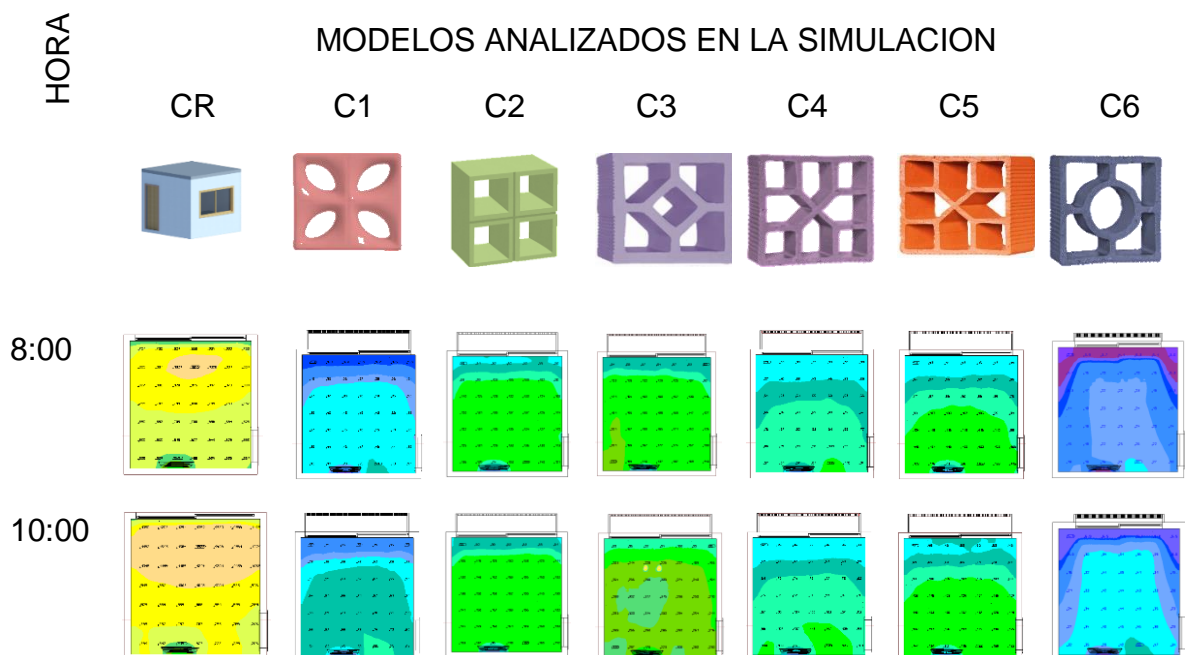 HORA
MODELOS ANALIZADOS EN LA SIMULACION
CR C1 C2 C3 C4 C5 C6
8:00
10:00